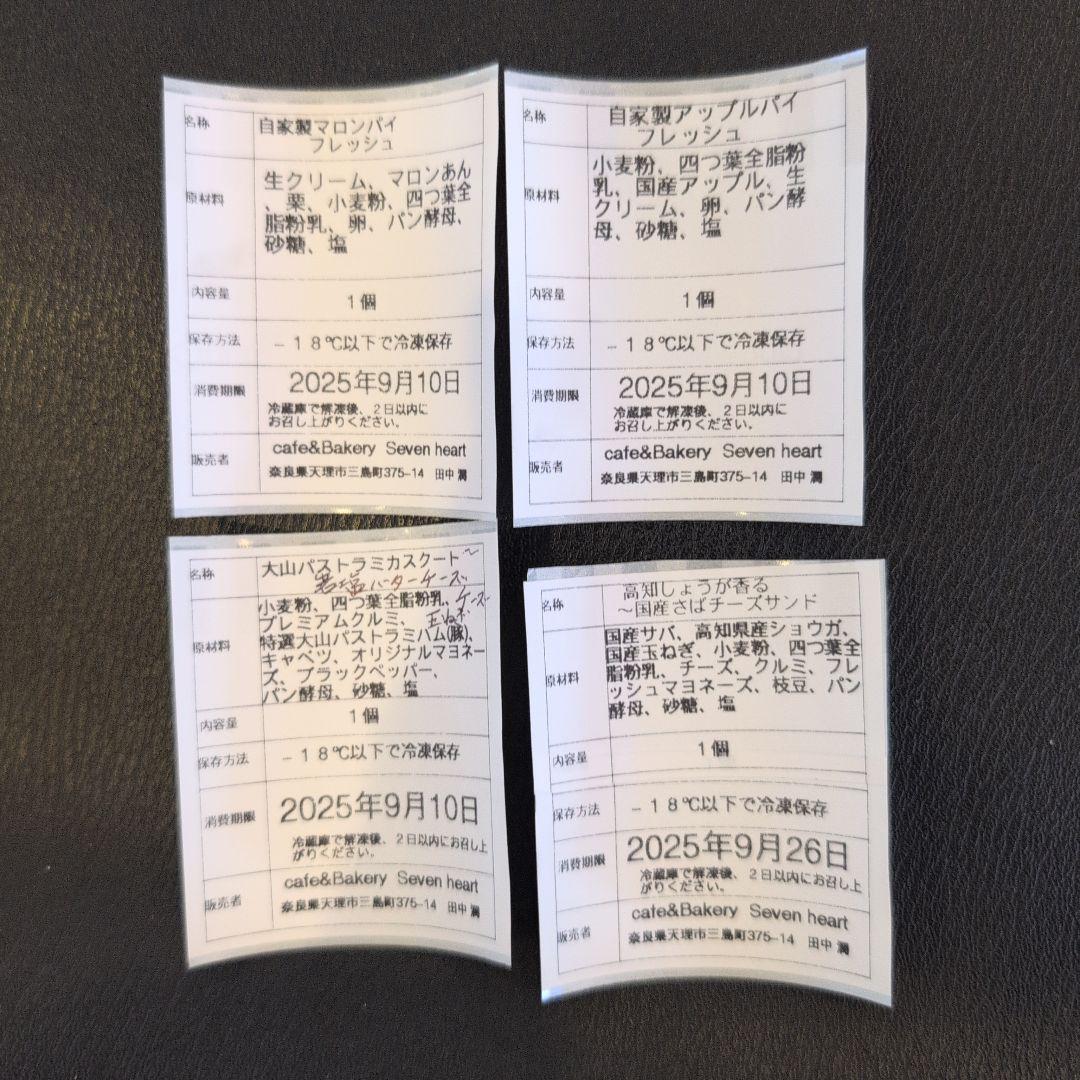 名称
自家製マロンパイ
フレッシュ
原材料
生クリーム、マロンあん
、栗、小麦粉、四つ葉全
脂粉乳、卵、パン酵母、
砂糖、塩
内容量
1個
保存方法
－18℃以下で冷凍保存
消費期限
2025年9月10日
冷蔵庫で解凍後、2日以内に
お召し上がりください。
販売者
cafe&Bakery Seven heart
奈良県天理市三島町375-14 田中 潤
名称
自家製アップルパイ
フレッシュ
原材料
小麦粉、四つ葉全脂粉
乳、国産アップル、生
クリーム、卵、パン酵
母、砂糖、塩
内容量
1個
保存方法
－18℃以下で冷凍保存
消費期限
2025年9月10日
冷蔵庫で解凍後、2日以内に
お召し上がりください。
販売者
cafe&Bakery Seven heart
奈良県天理市三島町375-14 田中 潤
名称
大山パストラミカスクート～
岩塩バターチーズ
原材料
小麦粉、四つ葉全脂粉乳、チーズ
プレミアムクルミ、玉ねぎ
特選大山パストラミハム(豚)、
キャベツ、オリジナルマヨネー
ズ、ブラックペッパー、
パン酵母、砂糖、塩
内容量
1個
保存方法
－18℃以下で冷凍保存
消費期限
2025年9月10日
冷蔵庫で解凍後、2日以内にお召し上
がりください。
販売者
cafe&Bakery Seven heart
奈良県天理市三島町375-14 田中 潤
名称
高知しょうが香る
～国産さばチーズサンド
原材料
国産サバ、高知県産ショウガ、
国産玉ねぎ、小麦粉、四つ葉全
脂粉乳、チーズ、クルミ、フレ
ッシュマヨネーズ、枝豆、パン
酵母、砂糖、塩
内容量
1個
保存方法
－18℃以下で冷凍保存
消費期限
2025年9月26日
冷蔵庫で解凍後、2日以内にお召し上
がりください。
販売者
cafe&Bakery Seven heart
奈良県天理市三島町375-14 田中 潤